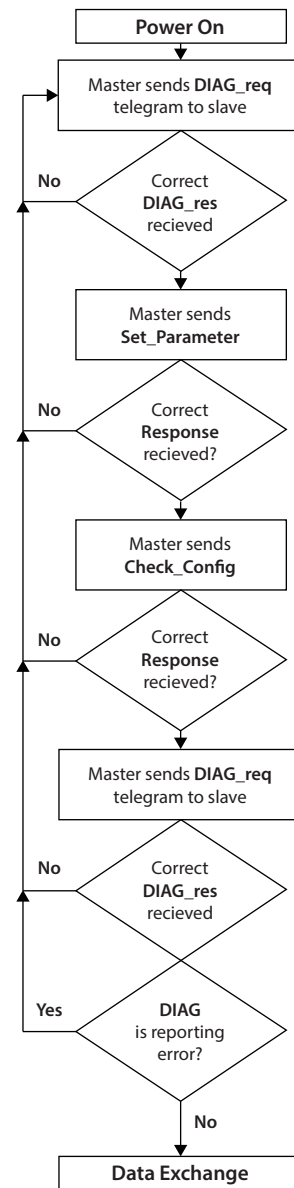 Power On
Master sends DIAG_req
telegram to slave
No
Correct
DIAG_res
recieved
Master sends
Set_Parameter
No
Correct
Response
recieved?
Master sends
Check_Config
No
Correct
Response
recieved?
Master sends DIAG_req
telegram to slave
No
Correct
DIAG_res
recieved
Yes
DIAG
is reporting
error?
No
Data Exchange